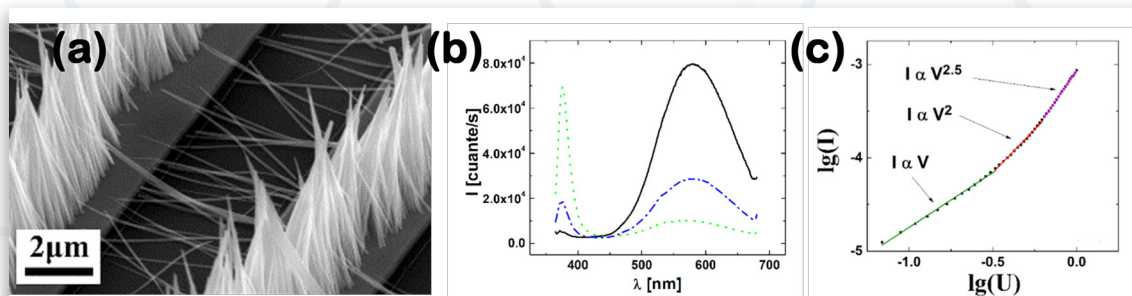 (a)
2µm
(b)
8.0x10⁴
6.0x10⁴
4.0x10⁴
2.0x10⁴
0.0
I [cuante/s]
400 500 600 700
λ [nm]
(c)
-3
-4
-5
lg(I)
I α V²·⁵
I α V²
I α V
-1.0 -0.5 0.0
lg(U)